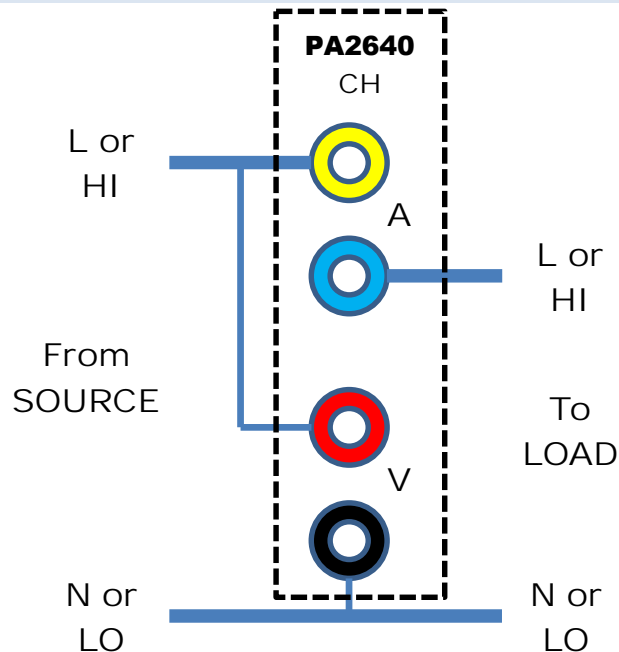 PA2640
CH
L or
HI
A
L or
HI
From
SOURCE
To
LOAD
V
N or
LO
N or
LO